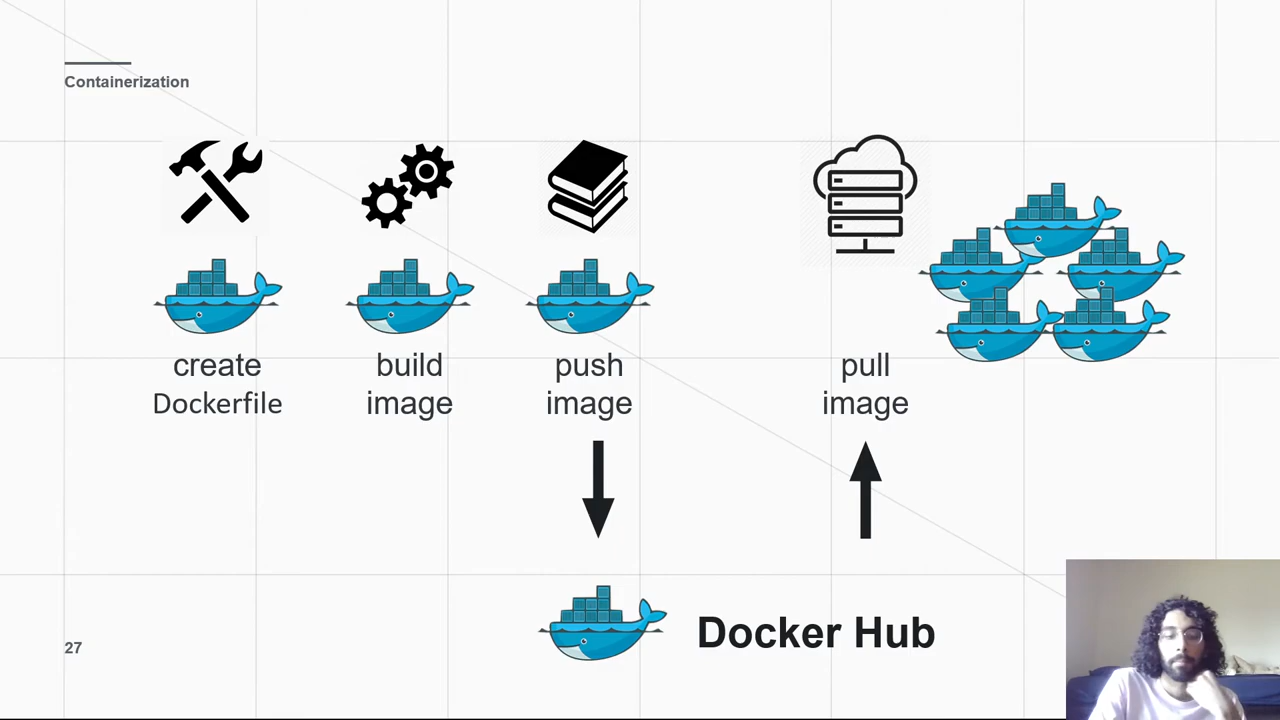 Containerization
create
Dockerfile
build
image
push
image
pull
image
Docker Hub
27